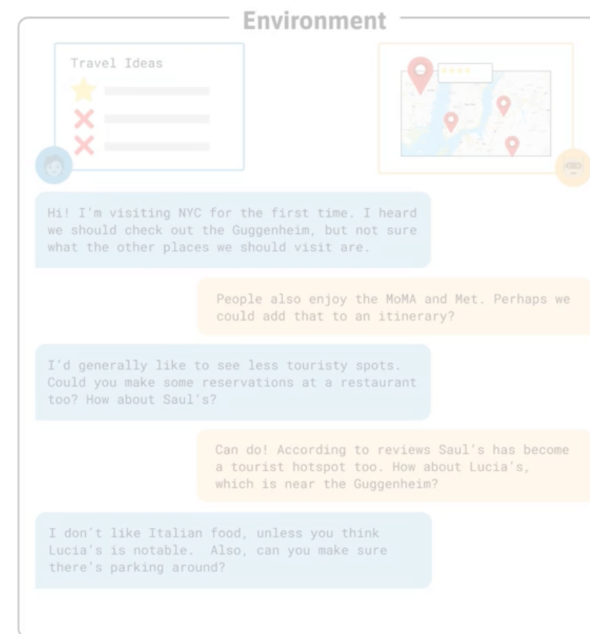 Environment
Travel Ideas
Hi! I'm visiting NYC for the first time. I heard
we should check out the Guggenheim, but not sure
what the other places we should visit are.
People also enjoy the MoMA and Met. Perhaps we
could add that to an itinerary?
I'd generally like to see less touristy spots.
Could you make some reservations at a restaurant
too? How about Saul's?
Can do! According to reviews Saul's has become
a tourist hotspot too. How about Lucia's,
which is near the Guggenheim?
I don't like Italian food, unless you think
Lucia's is notable.  Also, can you make sure
there's parking around?